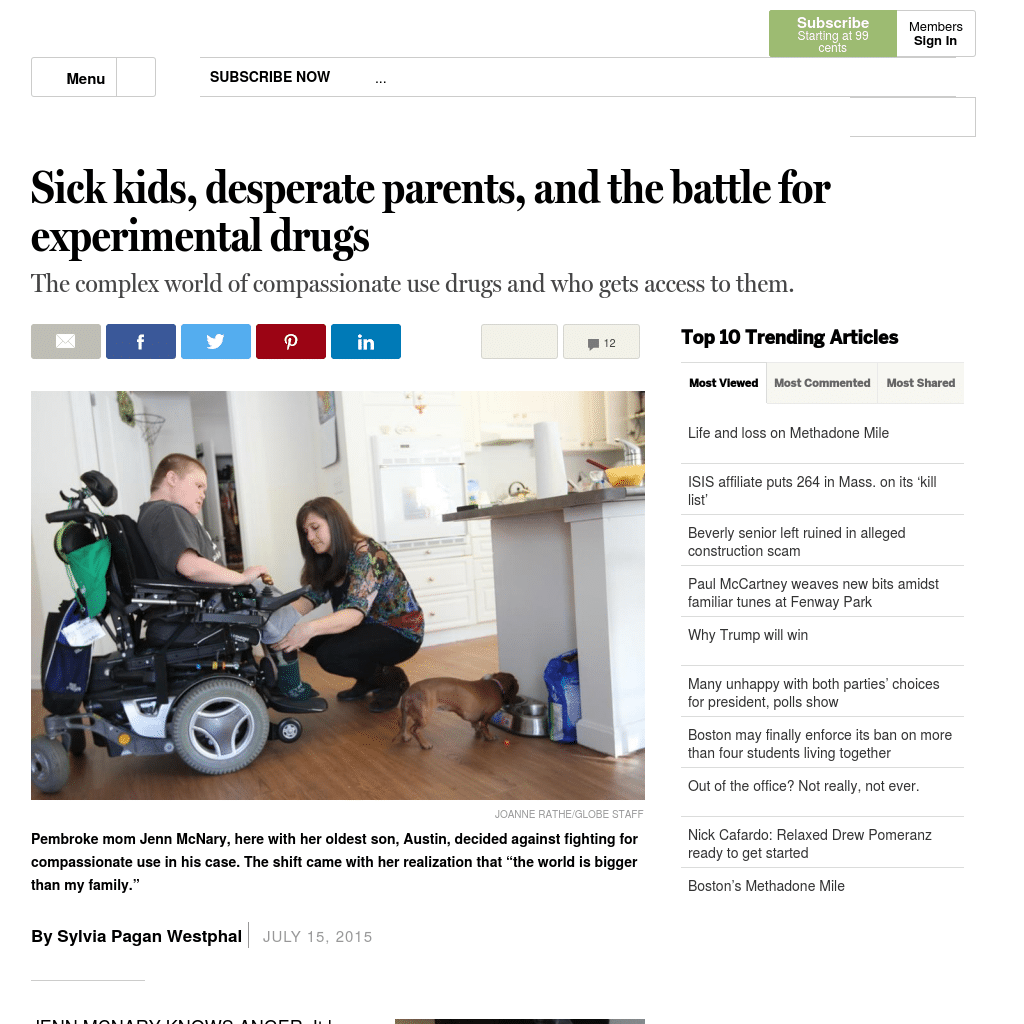 Subscribe
Starting at 99
cents
Members
Sign In
Menu
SUBSCRIBE NOW
...
Sick kids, desperate parents, and the battle for
experimental drugs
The complex world of compassionate use drugs and who gets access to them.
f
in
12
Top 10 Trending Articles
Most Viewed
Most Commented
Most Shared
Life and loss on Methadone Mile
ISIS affiliate puts 264 in Mass. on its ‘kill
list’
Beverly senior left ruined in alleged
construction scam
Paul McCartney weaves new bits amidst
familiar tunes at Fenway Park
Why Trump will win
Many unhappy with both parties’ choices
for president, polls show
Boston may finally enforce its ban on more
than four students living together
Out of the office? Not really, not ever.
Nick Cafardo: Relaxed Drew Pomeranz
ready to get started
Boston’s Methadone Mile
JOANNE RATHE/GLOBE STAFF
Pembroke mom Jenn McNary, here with her oldest son, Austin, decided against fighting for
compassionate use in his case. The shift came with her realization that “the world is bigger
than my family.”
By Sylvia Pagan Westphal
JULY 15, 2015
JENN MCNARY KNOWS ANGER.